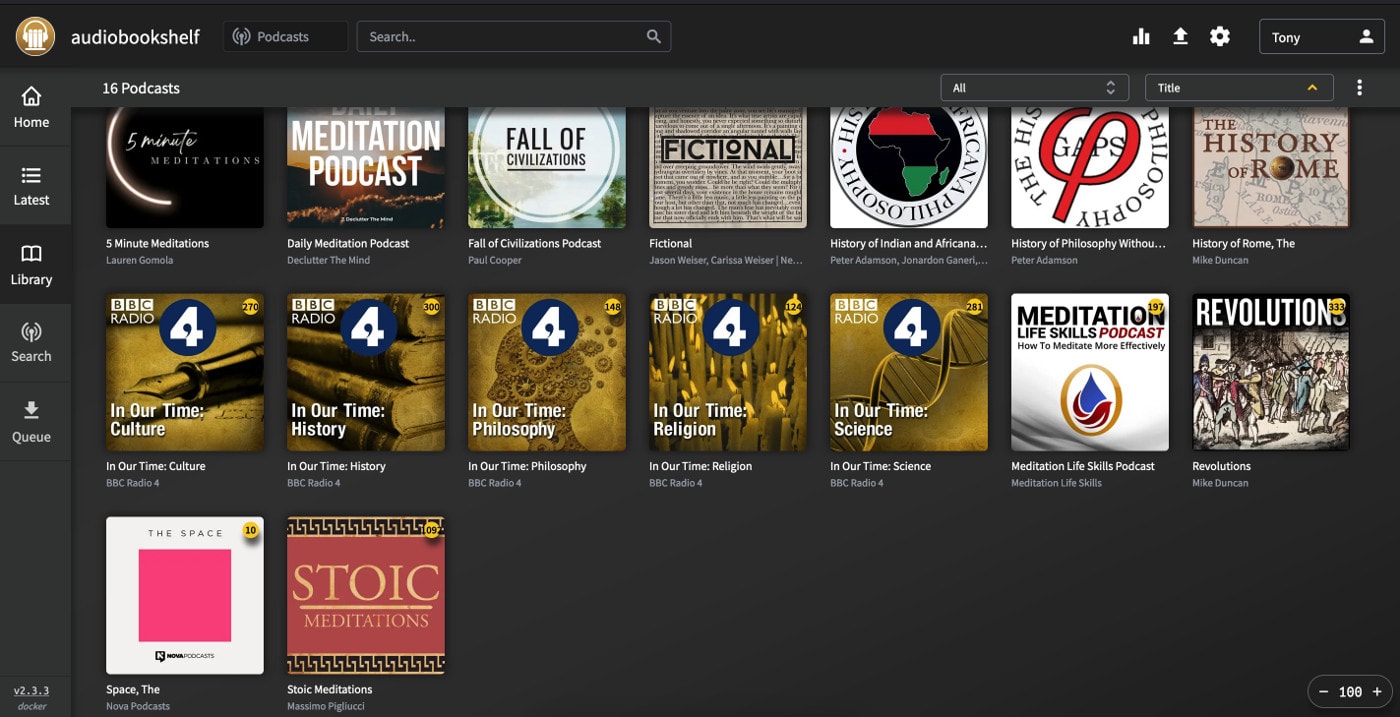 audiobookshelf
Podcasts
Search..
Tony
Home
Latest
Library
Search
Queue
v2.3.3
docker
16 Podcasts
All
Title
5 minute
MEDITATIONS
DAILY
MEDITATION
PODCAST
Declutter The Mind
FALL OF
CIVILIZATIONS
FICTIONAL
AFRICANA PHILOSOPHY
THE HISTORY
PHILOSOPHY
GAPS
THE
HISTORY
OF ROME
5 Minute Meditations
Lauren Gomola
Daily Meditation Podcast
Declutter The Mind
Fall of Civilizations Podcast
Paul Cooper
Fictional
Jason Weiser, Carissa Weiser | Ne...
History of Indian and Africana...
Peter Adamson, Jonardon Ganeri,...
History of Philosophy Withou...
Peter Adamson
History of Rome, The
Mike Duncan
BBC
RADIO
4
270
In Our Time:
Culture
BBC
RADIO
4
300
In Our Time:
History
BBC
RADIO
4
148
In Our Time:
Philosophy
BBC
RADIO
4
124
In Our Time:
Religion
BBC
RADIO
4
281
In Our Time:
Science
MEDITATION
197
LIFE SKILLS PODCAST
How To Meditate More Effectively
REVOLUTIONS
333
In Our Time: Culture
BBC Radio 4
In Our Time: History
BBC Radio 4
In Our Time: Philosophy
BBC Radio 4
In Our Time: Religion
BBC Radio 4
In Our Time: Science
BBC Radio 4
Meditation Life Skills Podcast
Meditation Life Skills
Revolutions
Mike Duncan
THE SPACE
10
NOVAPODCASTS
1092
STOIC
MEDITATIONS
Space, The
Nova Podcasts
Stoic Meditations
Massimo Pigliucci
− 100 +